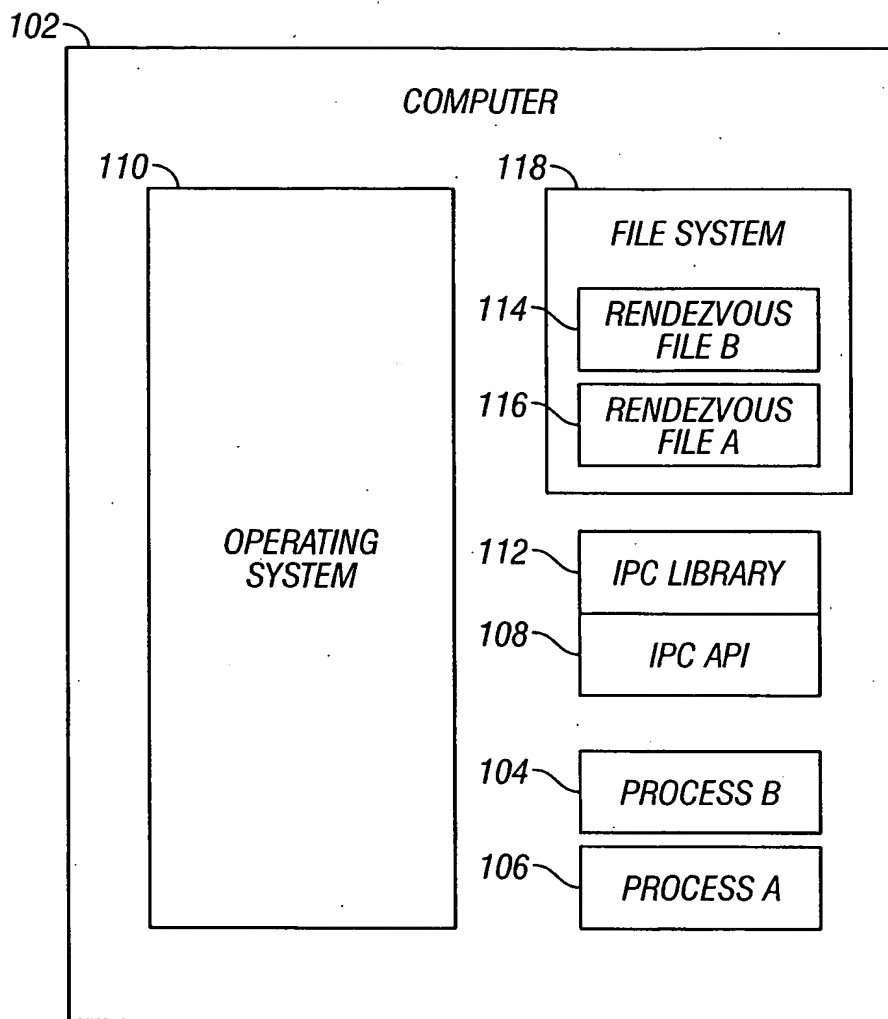 102
COMPUTER
110
118
FILE SYSTEM
114
RENDEZVOUS
FILE B
116
RENDEZVOUS
FILE A
OPERATING
SYSTEM
112
IPC LIBRARY
108
IPC API
104
PROCESS B
106
PROCESS A